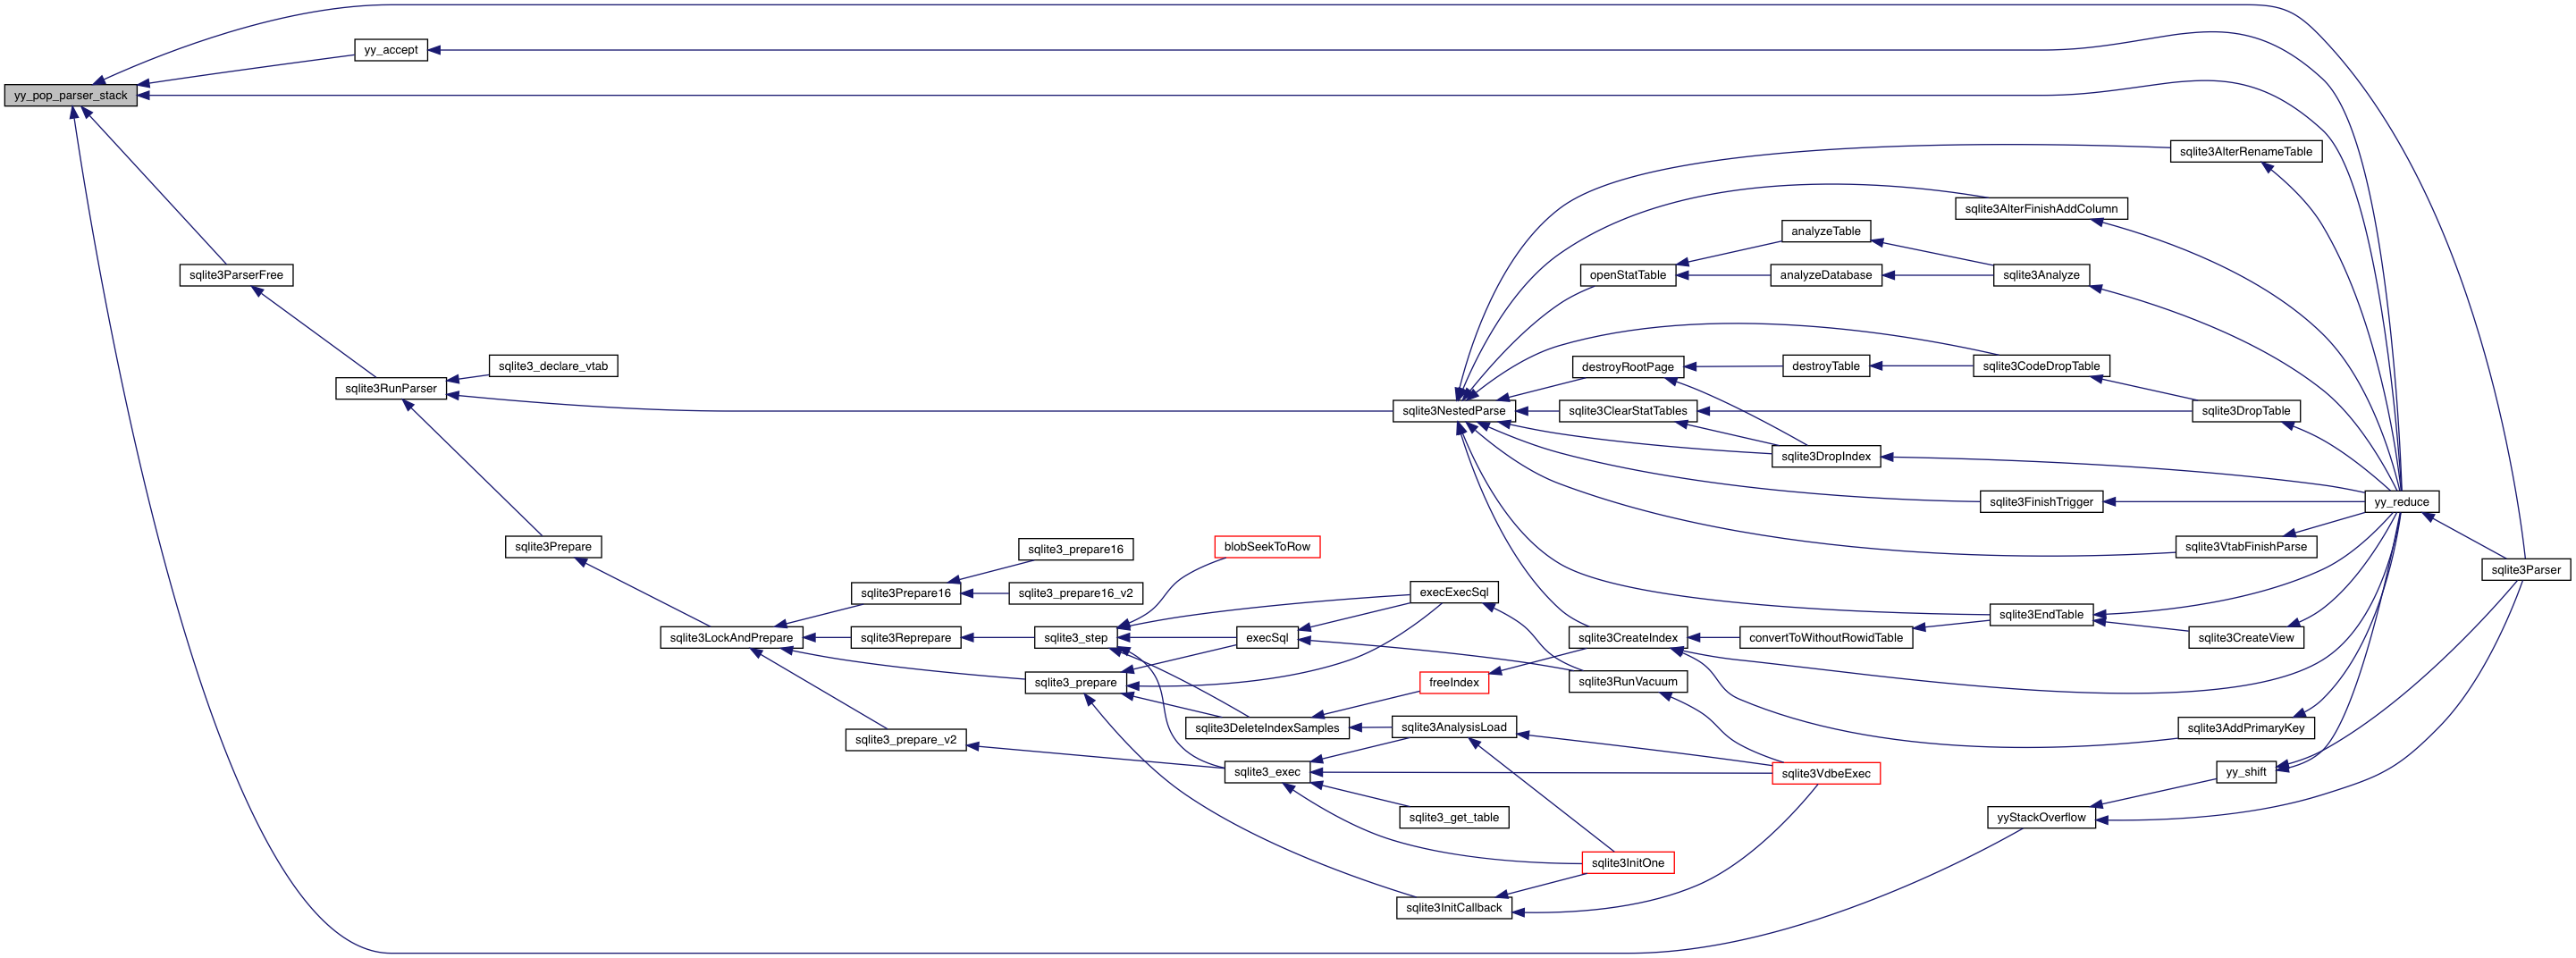 yy_accept
yy_pop_parser_stack
sqlite3AlterRenameTable
sqlite3AlterFinishAddColumn
analyzeTable
sqlite3ParserFree
openStatTable
analyzeDatabase
sqlite3Analyze
sqlite3_declare_vtab
destroyRootPage
destroyTable
sqlite3CodeDropTable
sqlite3RunParser
sqlite3NestedParse
sqlite3ClearStatTables
sqlite3DropTable
sqlite3DropIndex
sqlite3FinishTrigger
yy_reduce
sqlite3Prepare
sqlite3_prepare16
blobSeekToRow
sqlite3VtabFinishParse
sqlite3Parser
sqlite3Prepare16
sqlite3_prepare16_v2
execExecSql
sqlite3EndTable
sqlite3LockAndPrepare
sqlite3Reprepare
sqlite3_step
execSql
sqlite3CreateIndex
convertToWithoutRowidTable
sqlite3CreateView
sqlite3_prepare
freeIndex
sqlite3RunVacuum
sqlite3DeleteIndexSamples
sqlite3AnalysisLoad
sqlite3AddPrimaryKey
sqlite3_prepare_v2
sqlite3_exec
sqlite3VdbeExec
yy_shift
sqlite3_get_table
yyStackOverflow
sqlite3InitOne
sqlite3InitCallback